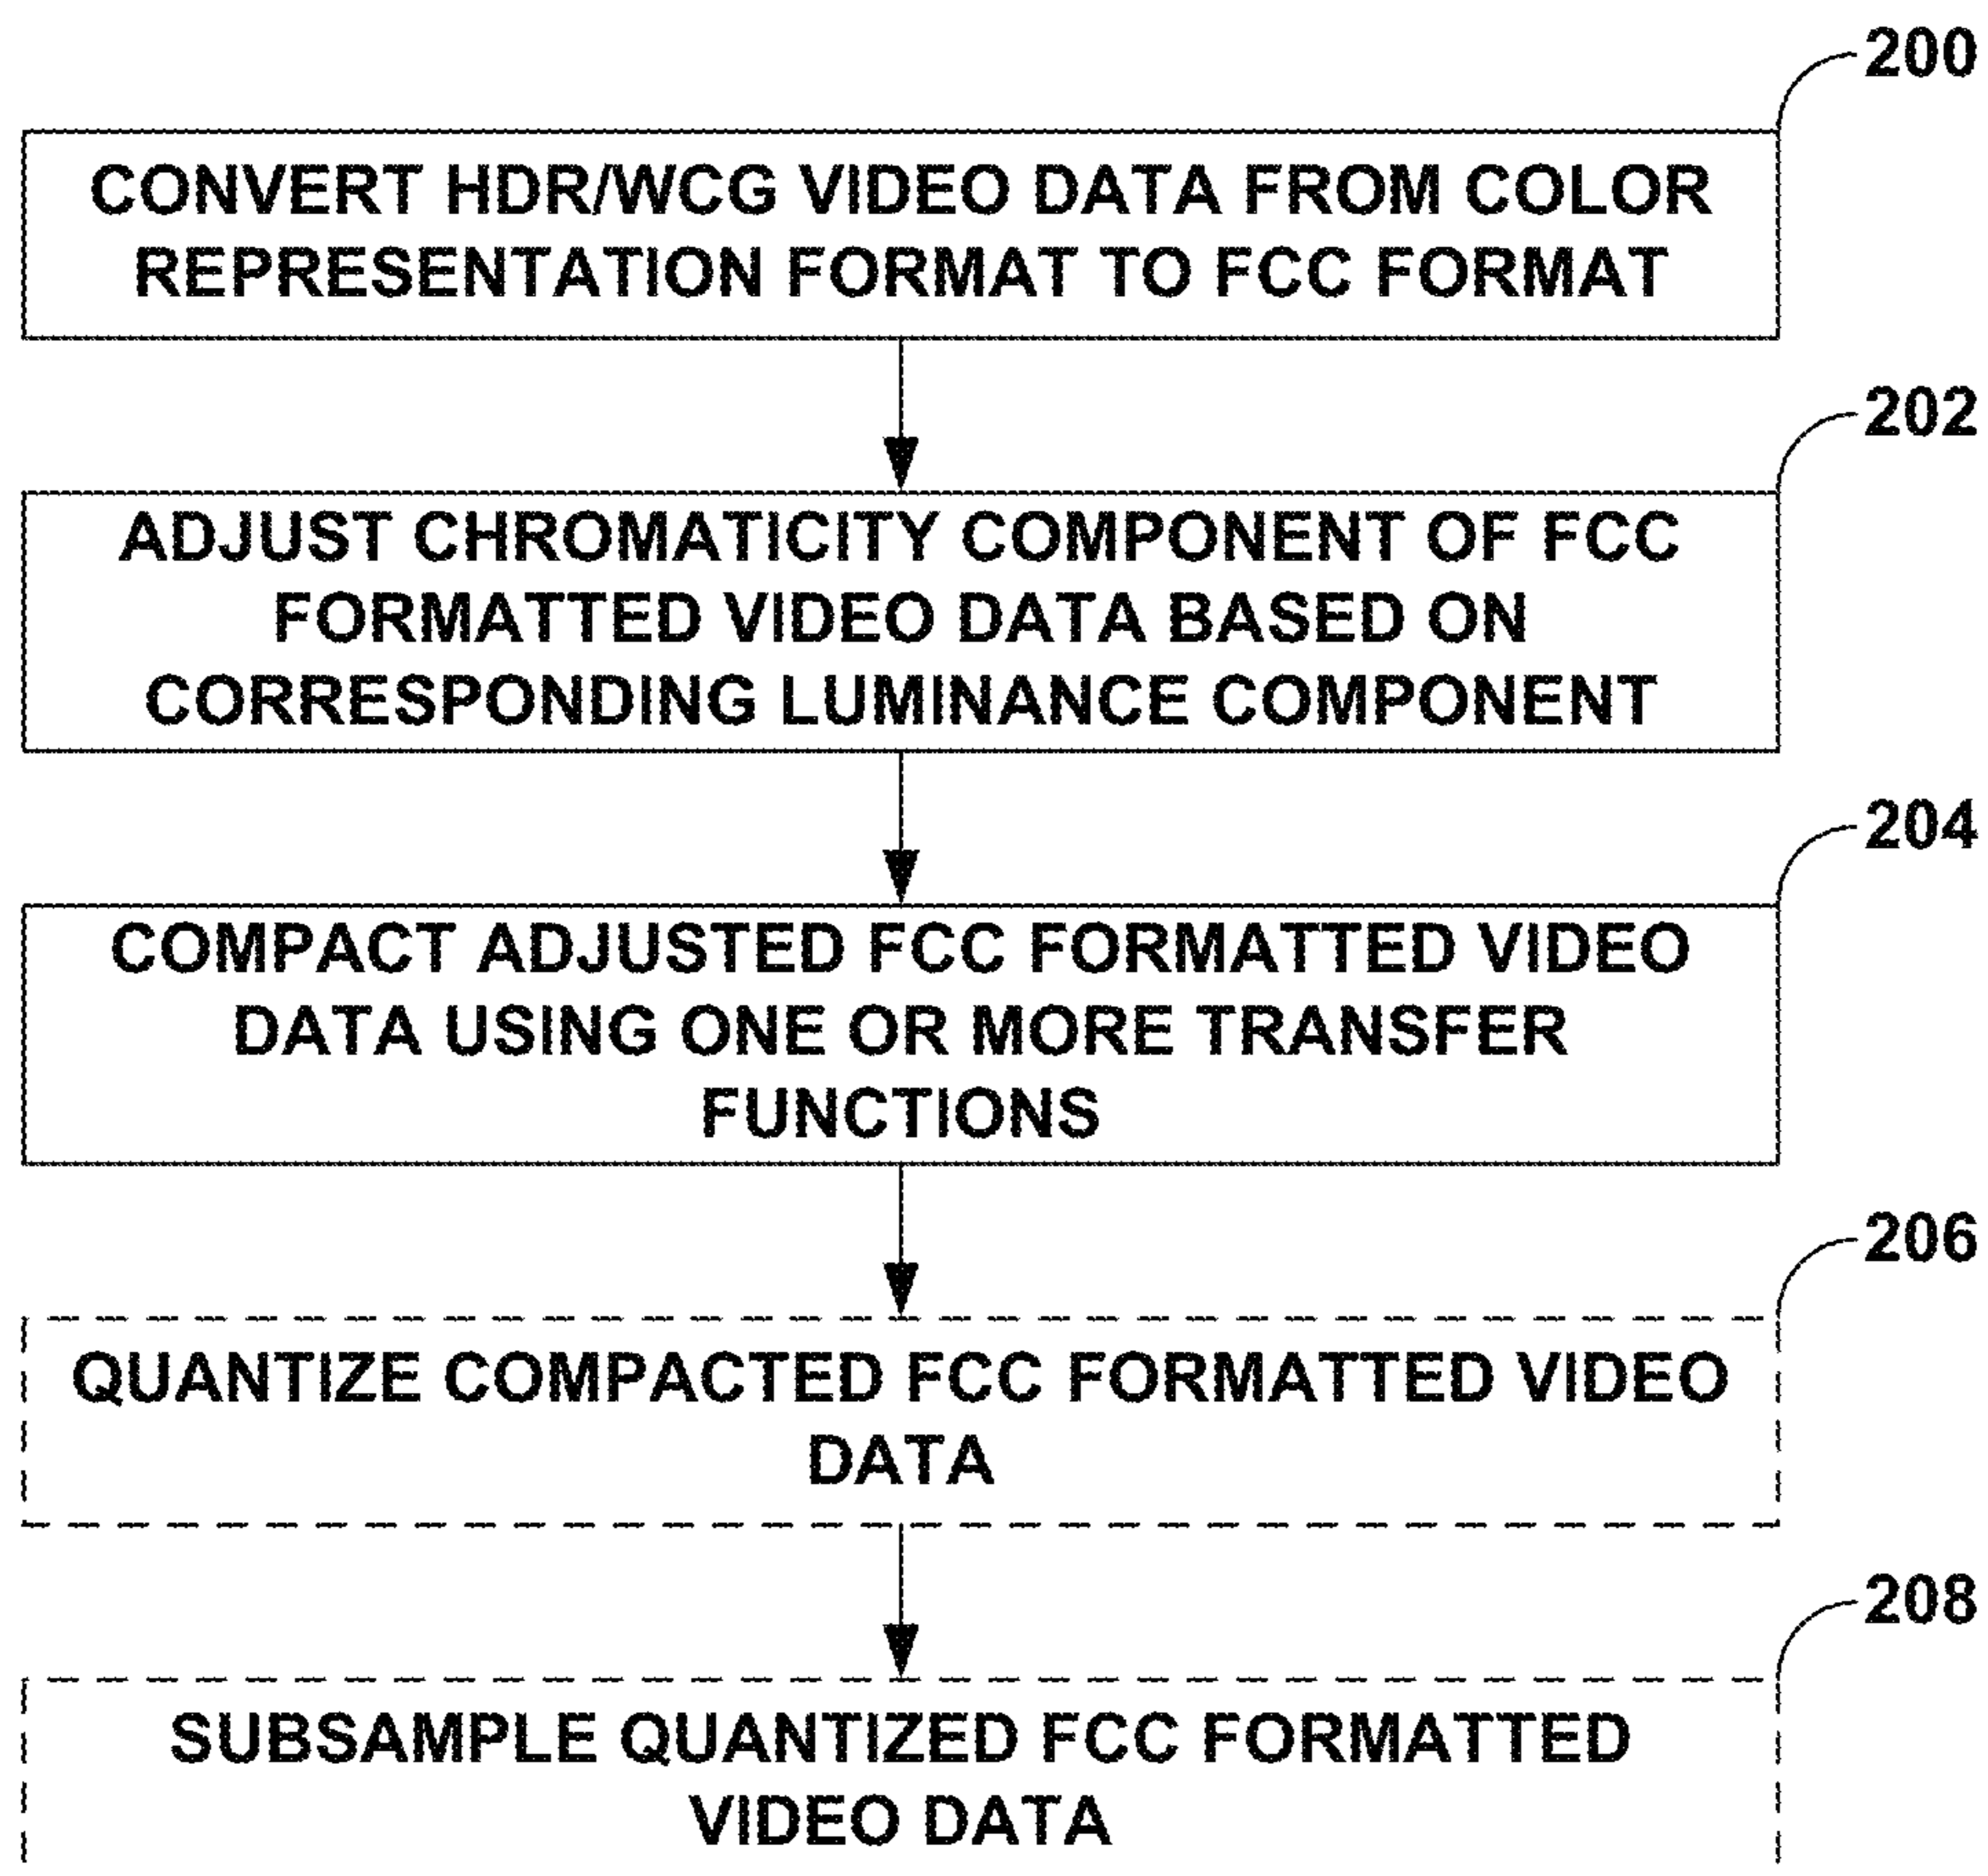 200
CONVERT HDR/WCG VIDEO DATA FROM COLOR
REPRESENTATION FORMAT TO FCC FORMAT
202
ADJUST CHROMATICITY COMPONENT OF FCC
FORMATTED VIDEO DATA BASED ON
CORRESPONDING LUMINANCE COMPONENT
204
COMPACT ADJUSTED FCC FORMATTED VIDEO
DATA USING ONE OR MORE TRANSFER
FUNCTIONS
206
QUANTIZE COMPACTED FCC FORMATTED VIDEO
DATA
208
SUBSAMPLE QUANTIZED FCC FORMATTED
VIDEO DATA